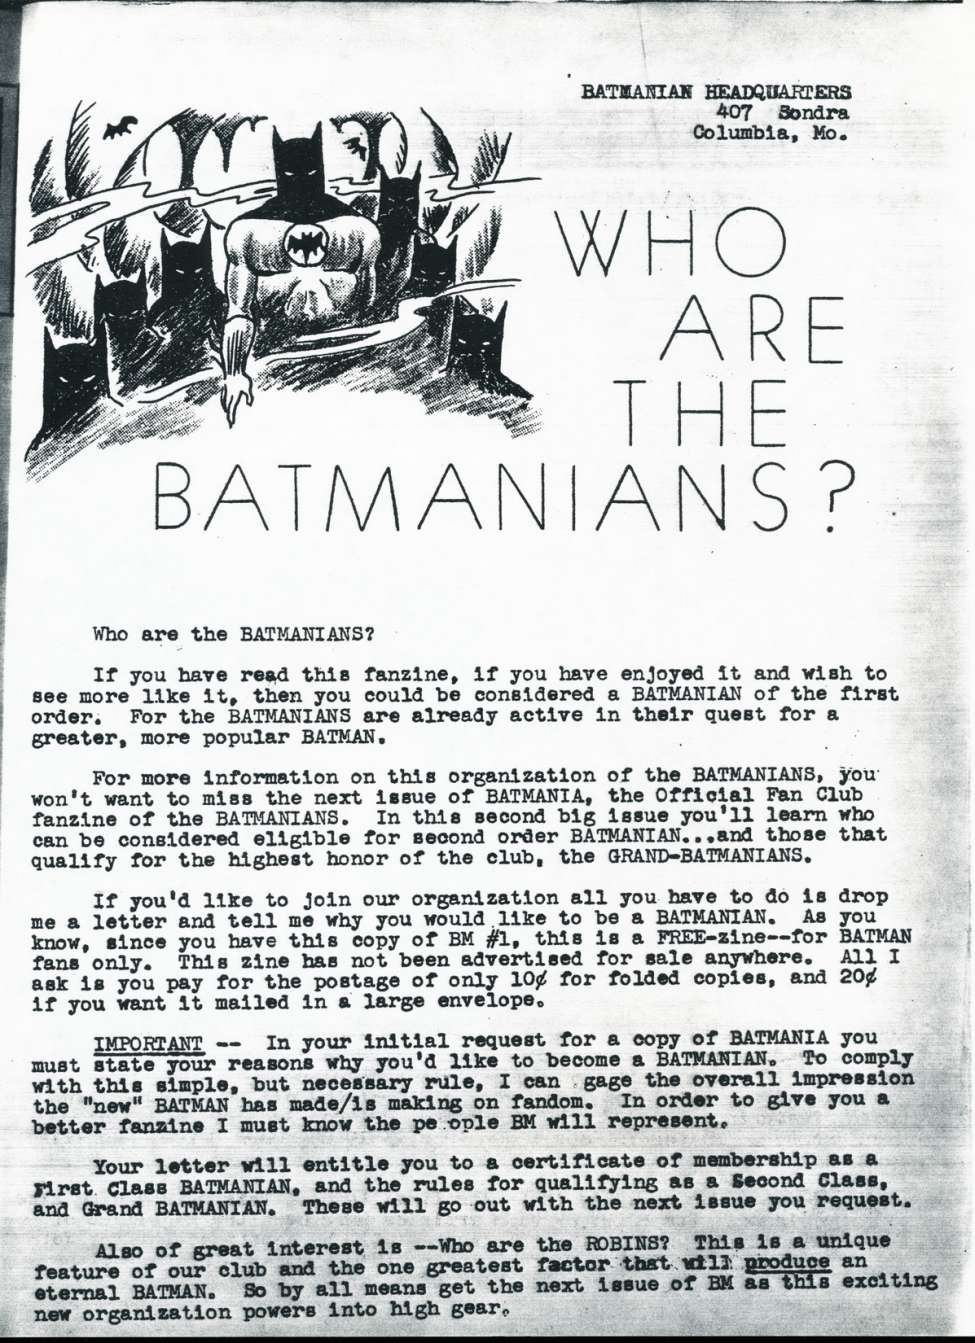 BATMANIAN HEADQUARTERS
407 Sondra
Columbia, Mo.
WHO
ARE
THE
BATMANIANS?
Who are the BATMANIANS?
If you have read this fanzine, if you have enjoyed it and wish to
see more like it, then you could be considered a BATMANIAN of the first
order. For the BATMANIANS are already active in their quest for a
greater, more popular BATMAN.
For more information on this organization of the BATMANIANS, you
won't want to miss the next issue of BATMANIA, the Official Fan Club
fanzine of the BATMANIANS. In this second big issue you'll learn who
can be considered eligible for second order BATMANIAN...and those that
qualify for the highest honor of the club, the GRAND-BATMANIANS.
If you'd like to join our organization all you have to do is drop
me a letter and tell me why you would like to be a BATMANIAN. As you
know, since you have this copy of BM #1, this is a FREE-zine--for BATMAN
fans only. This zine has not been advertised for sale anywhere. All I
ask is you pay for the postage of only 10¢ for folded copies, and 20¢
if you want it mailed in a large envelope.
IMPORTANT -- In your initial request for a copy of BATMANIA you
must state your reasons why you'd like to become a BATMANIAN. To comply
with this simple, but necessary rule, I can gage the overall impression
the "new" BATMAN has made/is making on fandom. In order to give you a
better fanzine I must know the pe ople BM will represent.
Your letter will entitle you to a certificate of membership as a
First Class BATMANIAN, and the rules for qualifying as a Second Class,
and Grand BATMANIAN. These will go out with the next issue you request.
Also of great interest is --Who are the ROBINS? This is a unique
feature of our club and the one greatest factor that will produce an
eternal BATMAN. So by all means get the next issue of BM as this exciting
new organization powers into high gear.